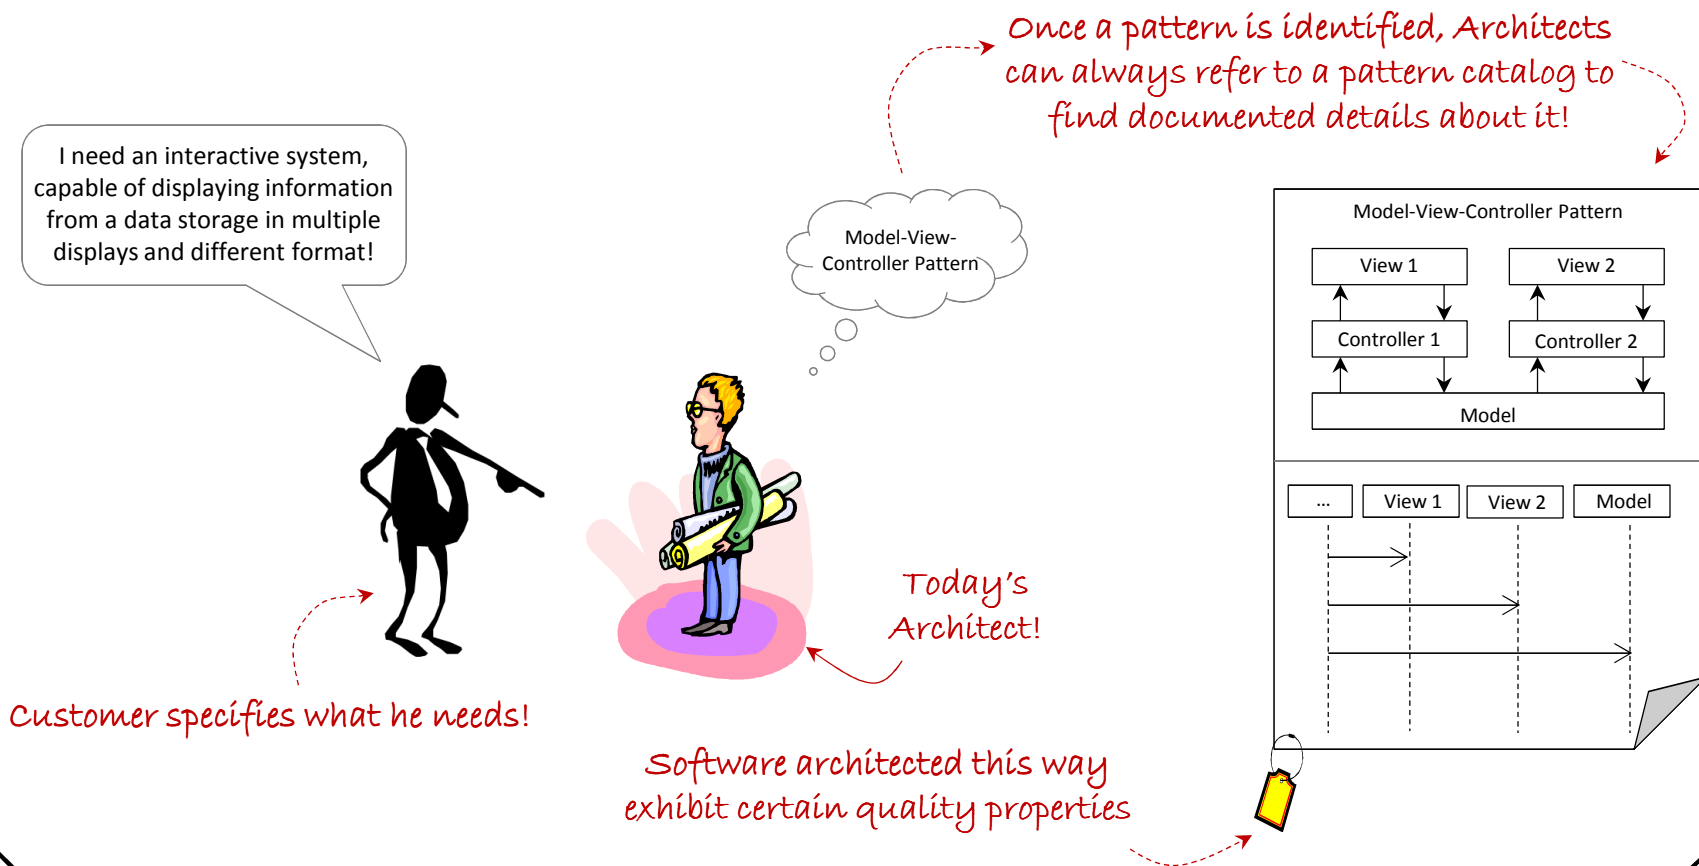 Once a pattern is identified, Architects
can always refer to a pattern catalog to
find documented details about it!
I need an interactive system,
capable of displaying information
from a data storage in multiple
displays and different format!
Model-View-
Controller Pattern
Model-View-Controller Pattern
View 1
View 2
Controller 1
Controller 2
Model
...
View 1
View 2
Model
Today's
Architect!
Customer specifies what he needs!
Software architected this way
exhibit certain quality properties